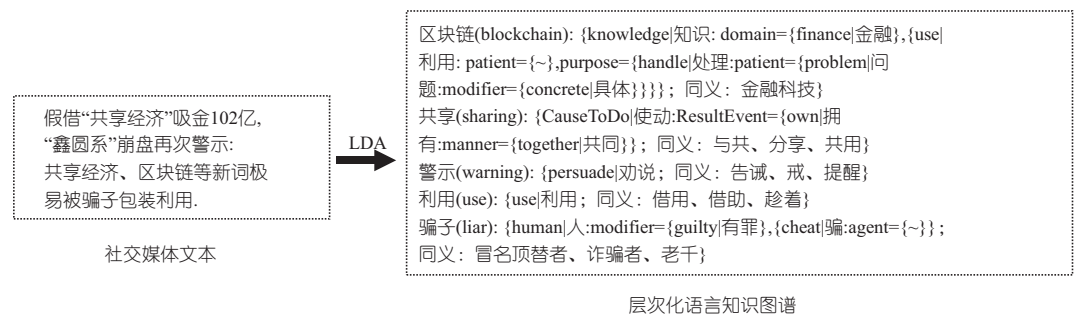 假借“共享经济”吸金102亿,
“鑫圆系”崩盘再次警示:
共享经济、区块链等新词极
易被骗子包装利用.
社交媒体文本
LDA
区块链(blockchain): {knowledge|知识: domain={finance|金融},{use|
利用: patient={~},purpose={handle|处理:patient={problem|问
题:modifier={concrete|具体}}}}；同义：金融科技}
共享(sharing): {CauseToDo|使动:ResultEvent={own|拥
有:manner={together|共同}}；同义：与共、分享、共用}
警示(warning): {persuade|劝说；同义：告诫、戒、提醒}
利用(use): {use|利用；同义：借用、借助、趁着}
骗子(liar): {human|人:modifier={guilty|有罪},{cheat|骗:agent={~}}；
同义：冒名顶替者、诈骗者、老千}
层次化语言知识图谱